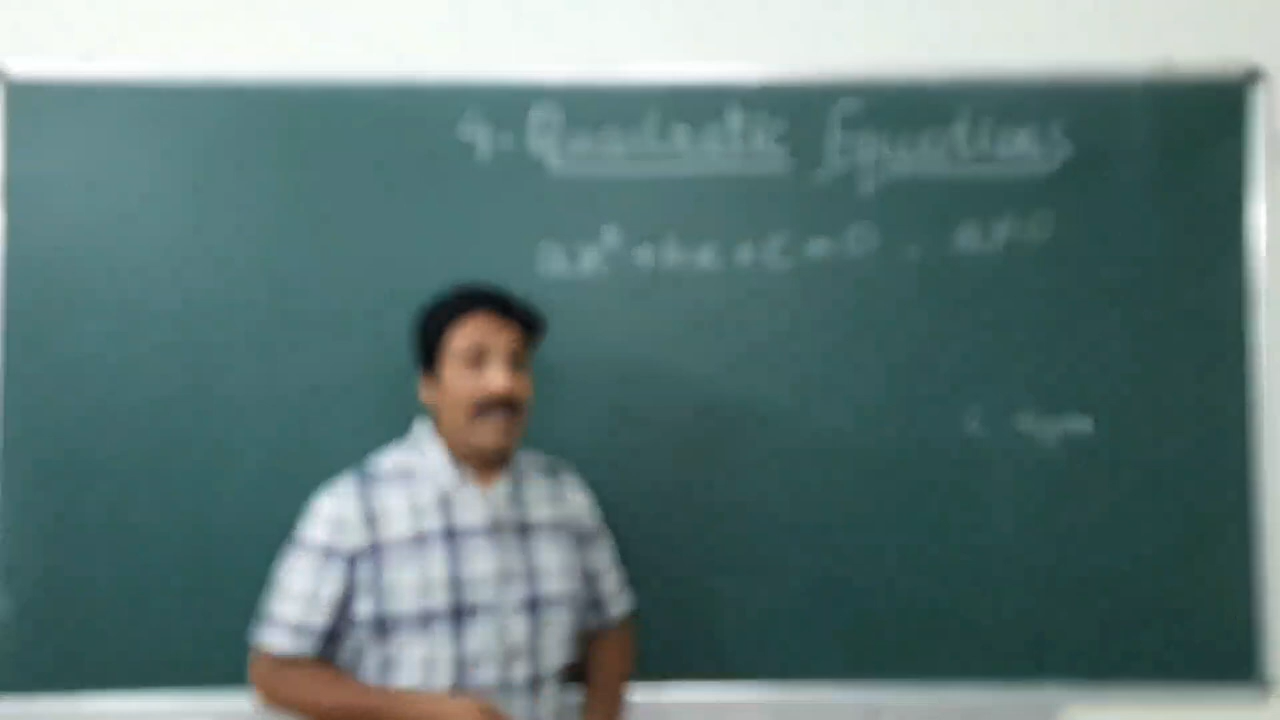 4. Quadratic Equations
ax² + bx + c = 0 , a≠0